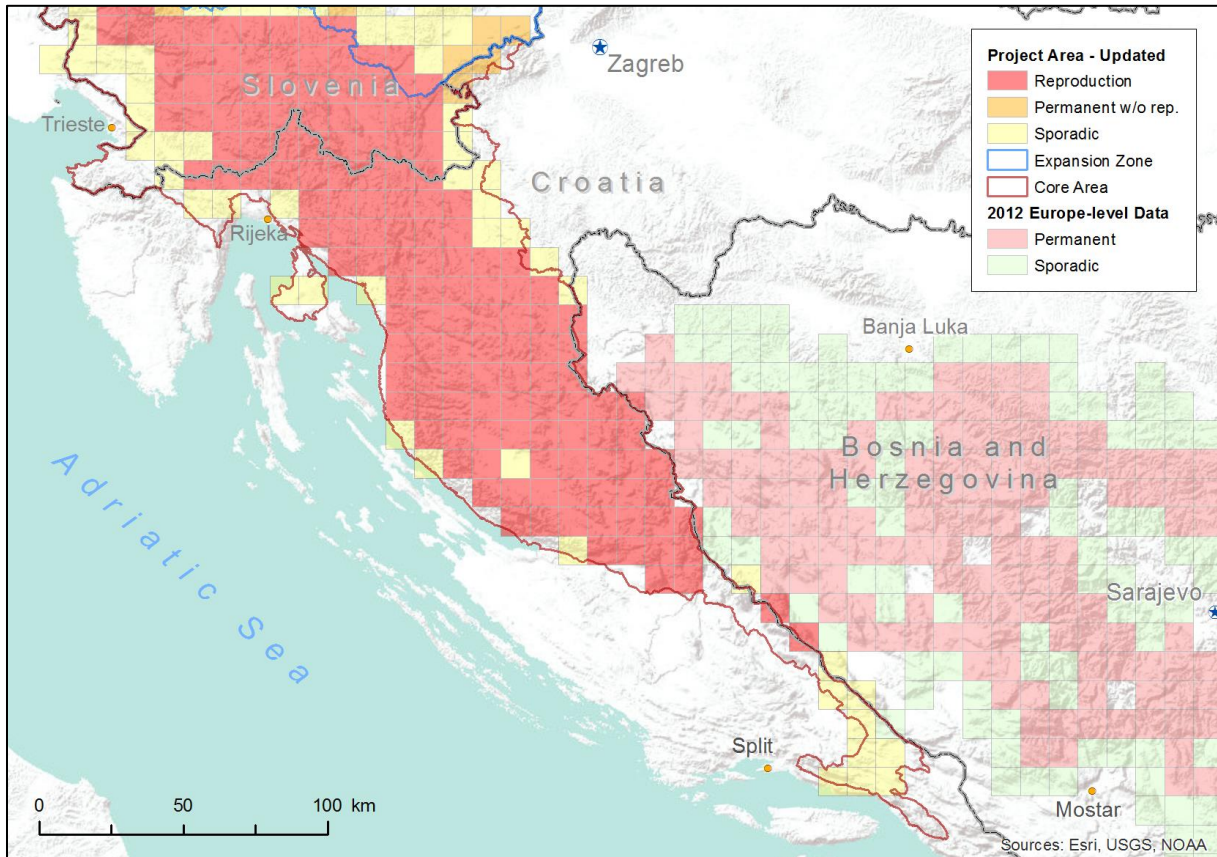 Zagreb
Slovenia
Trieste
Croatia
Rijeka
Banja Luka
Bosnia and
Herzegovina
Adriatic Sea
Sarajevo
Split
Mostar
Project Area - Updated
Reproduction
Permanent w/o rep.
Sporadic
Expansion Zone
Core Area
2012 Europe-level Data
Permanent
Sporadic
0 50 100 km
Sources: Esri, USGS, NOAA